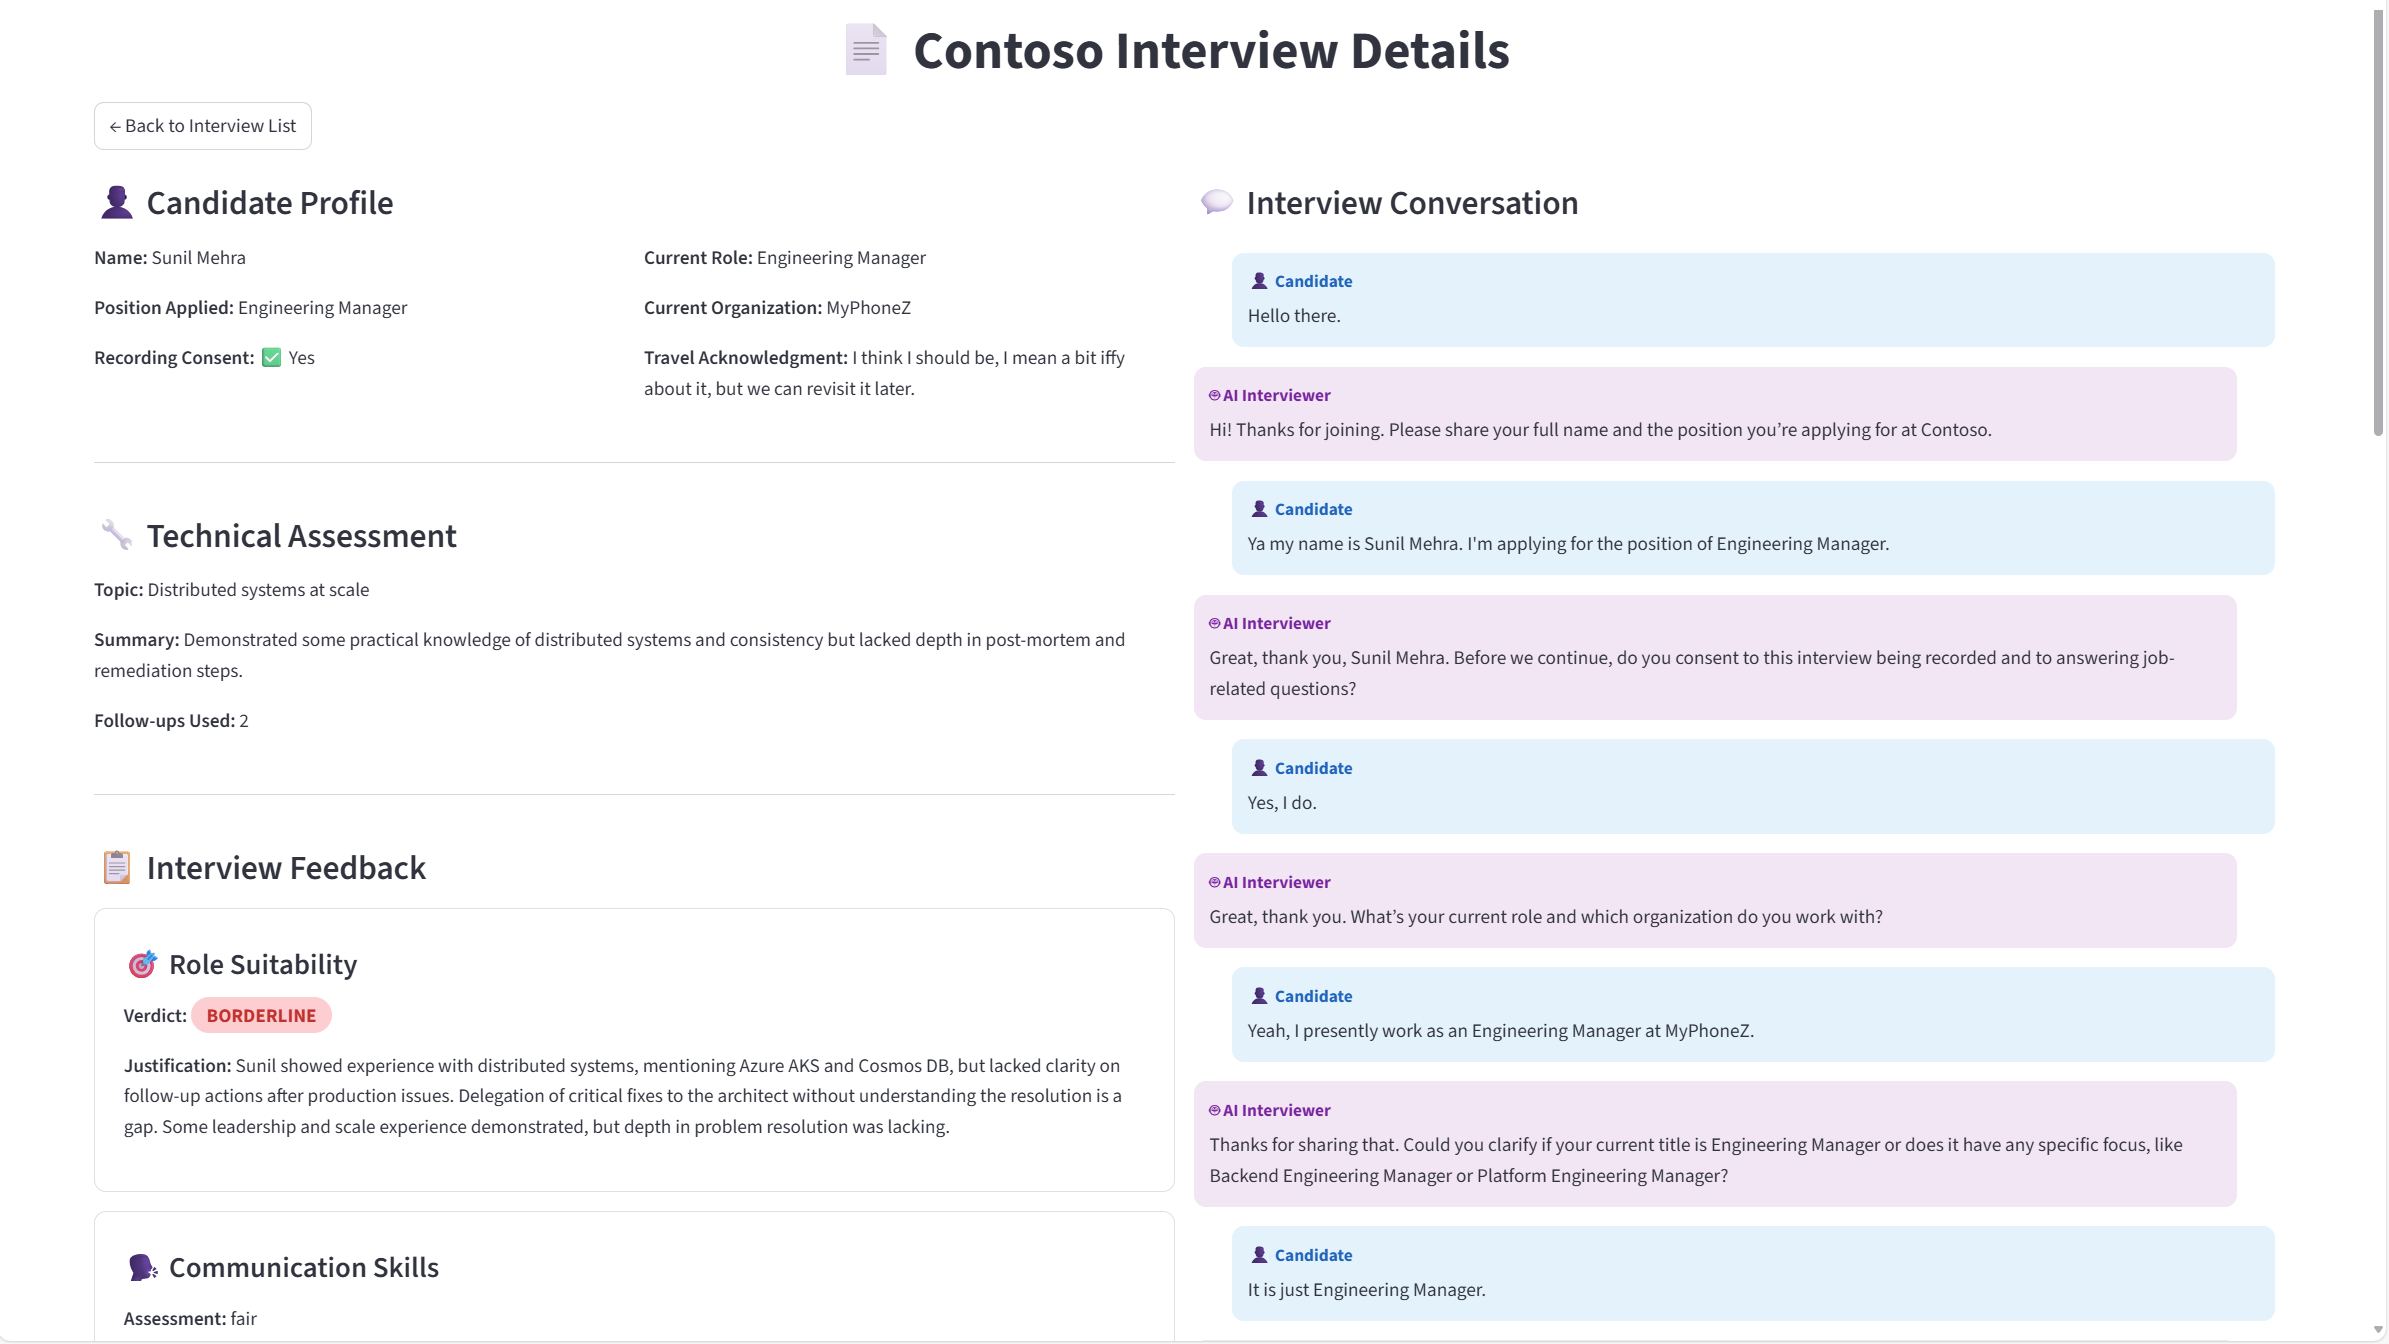 Contoso Interview Details
← Back to Interview List
Candidate Profile
Name: Sunil Mehra
Position Applied: Engineering Manager
Recording Consent: ✅ Yes
Current Role: Engineering Manager
Current Organization: MyPhoneZ
Travel Acknowledgment: I think I should be, I mean a bit iffy
about it, but we can revisit it later.
Technical Assessment
Topic: Distributed systems at scale
Summary: Demonstrated some practical knowledge of distributed systems and consistency but lacked depth in post-mortem and
remediation steps.
Follow-ups Used: 2
Interview Feedback
Role Suitability
Verdict: BORDERLINE
Justification: Sunil showed experience with distributed systems, mentioning Azure AKS and Cosmos DB, but lacked clarity on
follow-up actions after production issues. Delegation of critical fixes to the architect without understanding the resolution is a
gap. Some leadership and scale experience demonstrated, but depth in problem resolution was lacking.
Communication Skills
Assessment: fair
Interview Conversation
Candidate
Hello there.
AI Interviewer
Hi! Thanks for joining. Please share your full name and the position you’re applying for at Contoso.
Candidate
Ya my name is Sunil Mehra. I'm applying for the position of Engineering Manager.
AI Interviewer
Great, thank you, Sunil Mehra. Before we continue, do you consent to this interview being recorded and to answering job-
related questions?
Candidate
Yes, I do.
AI Interviewer
Great, thank you. What’s your current role and which organization do you work with?
Candidate
Yeah, I presently work as an Engineering Manager at MyPhoneZ.
AI Interviewer
Thanks for sharing that. Could you clarify if your current title is Engineering Manager or does it have any specific focus, like
Backend Engineering Manager or Platform Engineering Manager?
Candidate
It is just Engineering Manager.